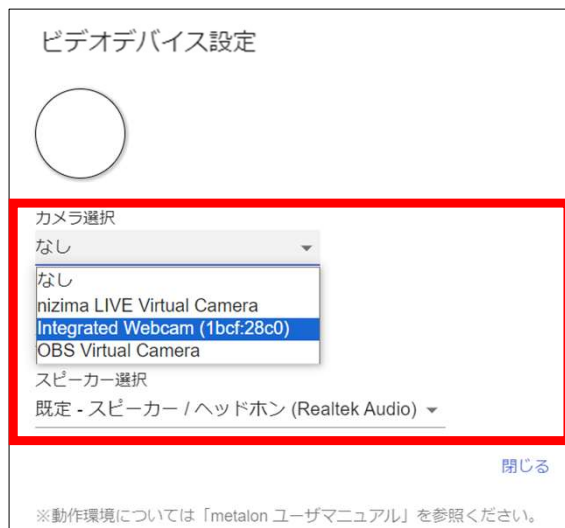 ビデオデバイス設定
カメラ選択
なし
なし
nizima LIVE Virtual Camera
Integrated Webcam (1bcf:28c0)
OBS Virtual Camera
スピーカー選択
既定 - スピーカー / ヘッドホン (Realtek Audio)
閉じる
※動作環境については「metalon ユーザマニュアル」を参照ください。